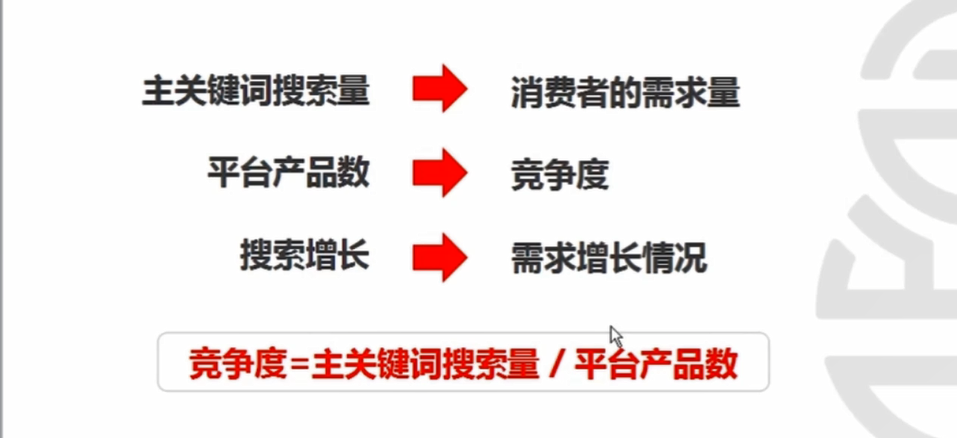 主关键词搜索量 消费者的需求量
平台产品数 竞争度
搜索增长 需求增长情况
竞争度=主关键词搜索量 / 平台产品数